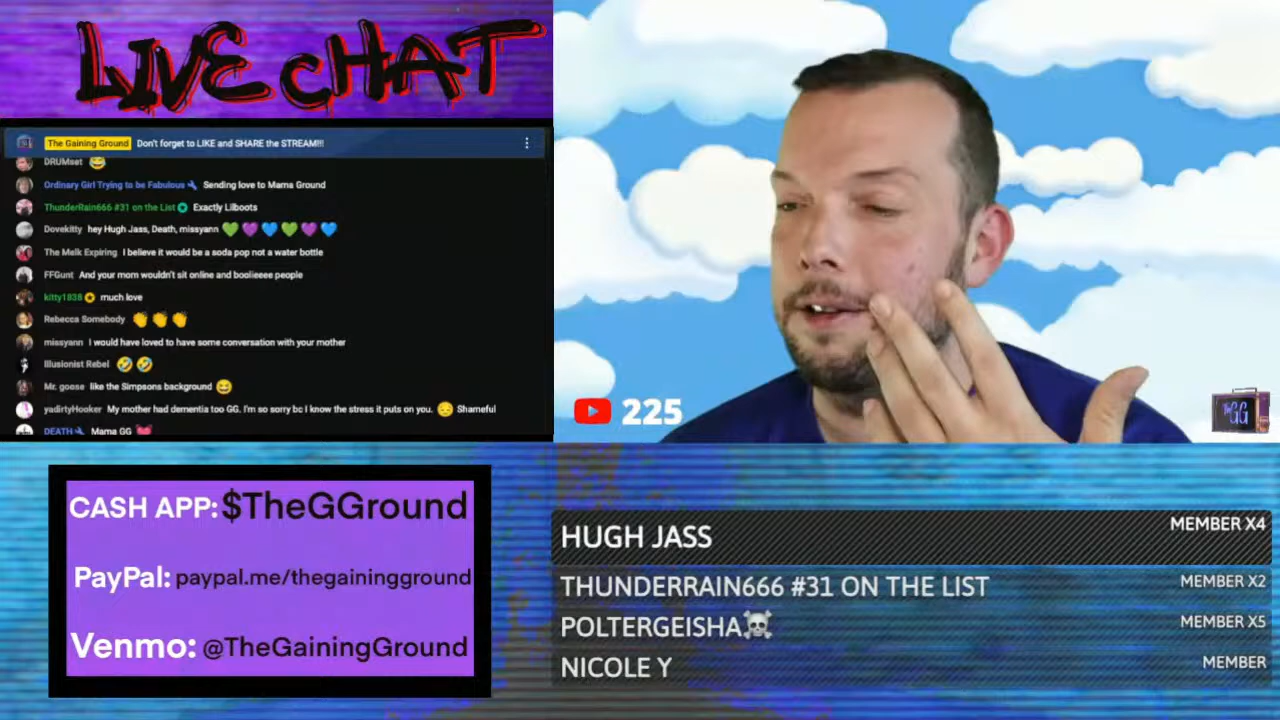 LIVE CHAT
The Gaining Ground Don't forget to LIKE and SHARE the STREAM!!!
DRUMset
Ordinary Girl Trying to be Fabulous Sending love to Mama Ground
ThunderRain666 #31 on the List Exactly Lilboots
Dovekitty hey Hugh Jass, Death, missyann 💚💜💙💚💜💙
The Malk Expiring I believe it would be a soda pop not a water bottle
FFGunt And your mom wouldn't sit online and boolieeee people
kitty1838 much love
Rebecca Somebody 👏👏👏
missyann I would have loved to have some conversation with your mother
Illusionist Rebel 🤣🤣
Mr. goose like the Simpsons background 😄
yadirtyHooker My mother had dementia too GG. I'm so sorry bc I know the stress it puts on you. 😔 Shameful
DEATH Mama GG 💓
225
The GG
CASH APP: $TheGGround
PayPal: paypal.me/thegainingground
Venmo: @TheGainingGround
HUGH JASS MEMBER X4
THUNDERRAIN666 #31 ON THE LIST MEMBER X2
POLTERGEISHA☠️ MEMBER X5
NICOLE Y MEMBER